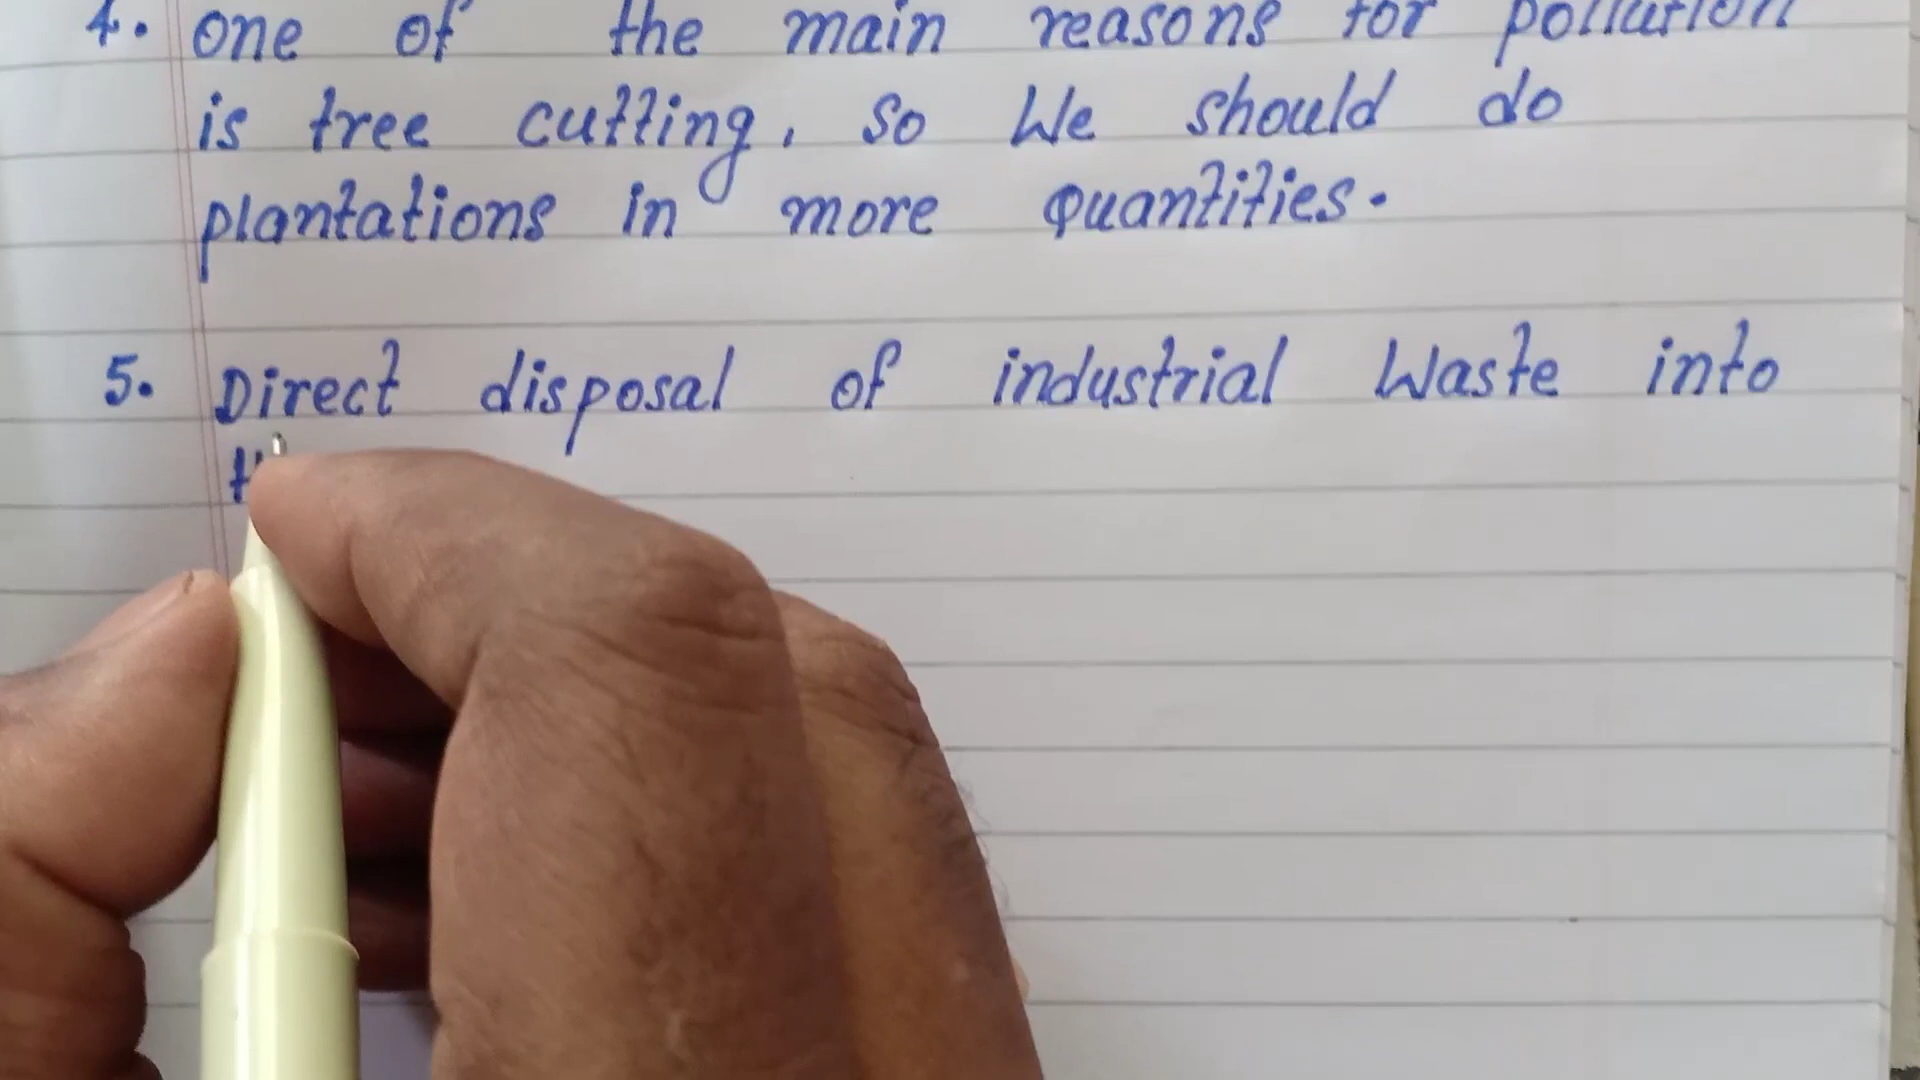 4. one of the main reasons for pollution
is tree cutting, so We should do
plantations in more quantities.
5. Direct disposal of industrial Waste into